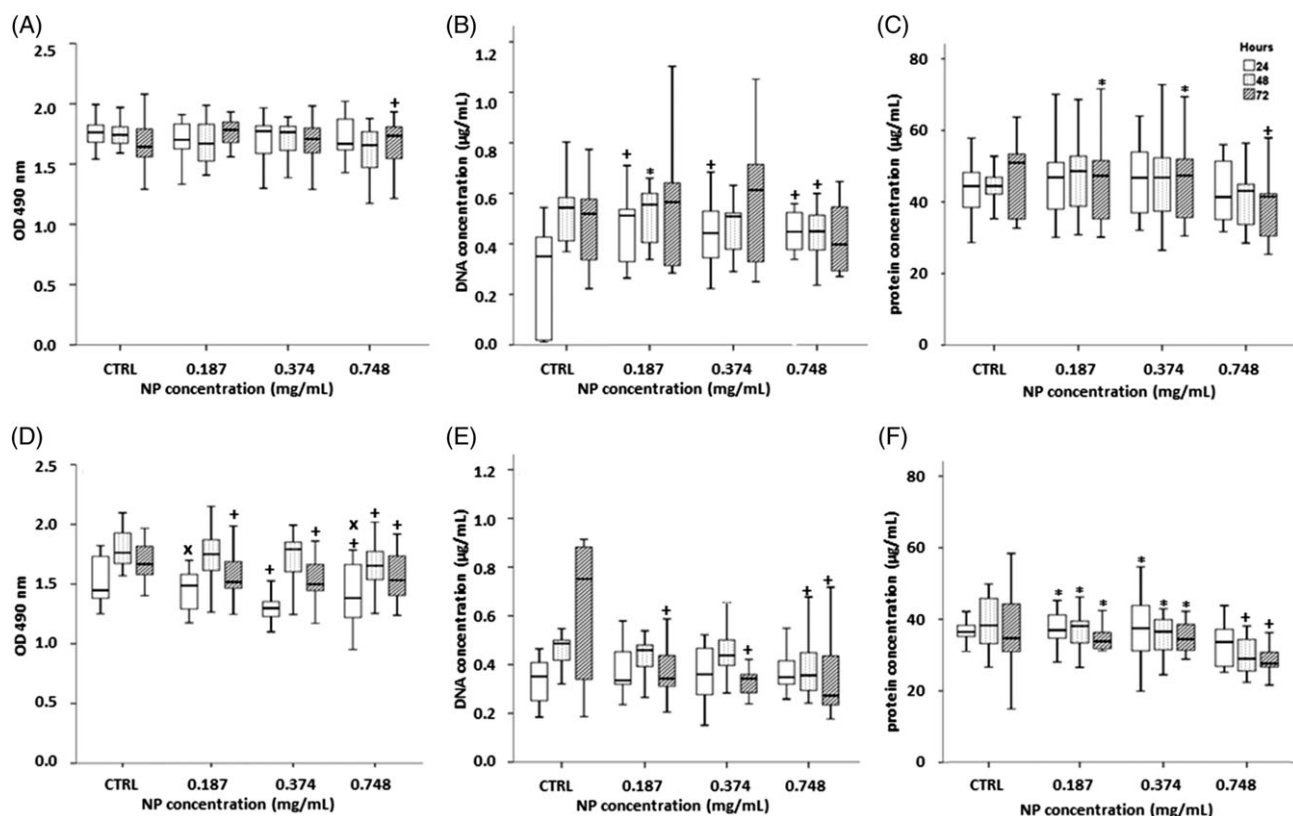 (A)
2.5
2.0
1.5
1.0
0.5
0.0
OD 490 nm
+
CTRL 0.187 0.374 0.748
NP concentration (mg/mL)
(B)
1.2
1.0
0.8
0.6
0.4
0.2
0.0
DNA concentration (µg/mL)
+ * + + +
CTRL 0.187 0.374 0.748
NP concentration (mg/mL)
(C)
80
60
40
20
0
protein concentration (µg/mL)
Hours
24
48
72
* * +
CTRL 0.187 0.374 0.748
NP concentration (mg/mL)
(D)
2.5
2.0
1.5
1.0
0.5
0.0
OD 490 nm
x + + + x + + +
CTRL 0.187 0.374 0.748
NP concentration (mg/mL)
(E)
1.2
1.0
0.8
0.6
0.4
0.2
0.0
DNA concentration (µg/mL)
+ + + +
CTRL 0.187 0.374 0.748
NP concentration (mg/mL)
(F)
80
60
40
20
0
protein concentration (µg/mL)
* * * * * * + +
CTRL 0.187 0.374 0.748
NP concentration (mg/mL)